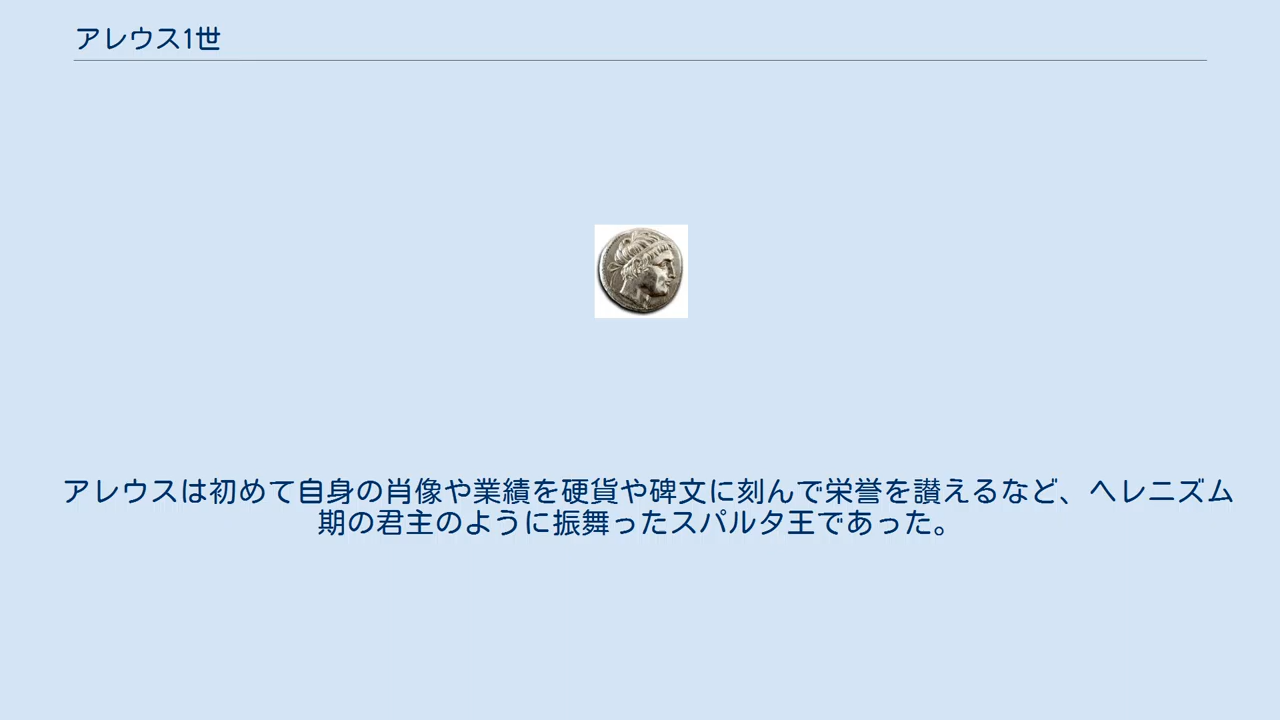 アレウス1世
アレウスは初めて自身の肖像や業績を硬貨や碑文に刻んで栄誉を讃えるなど、ヘレニズム
期の君主のように振舞ったスパルタ王であった。